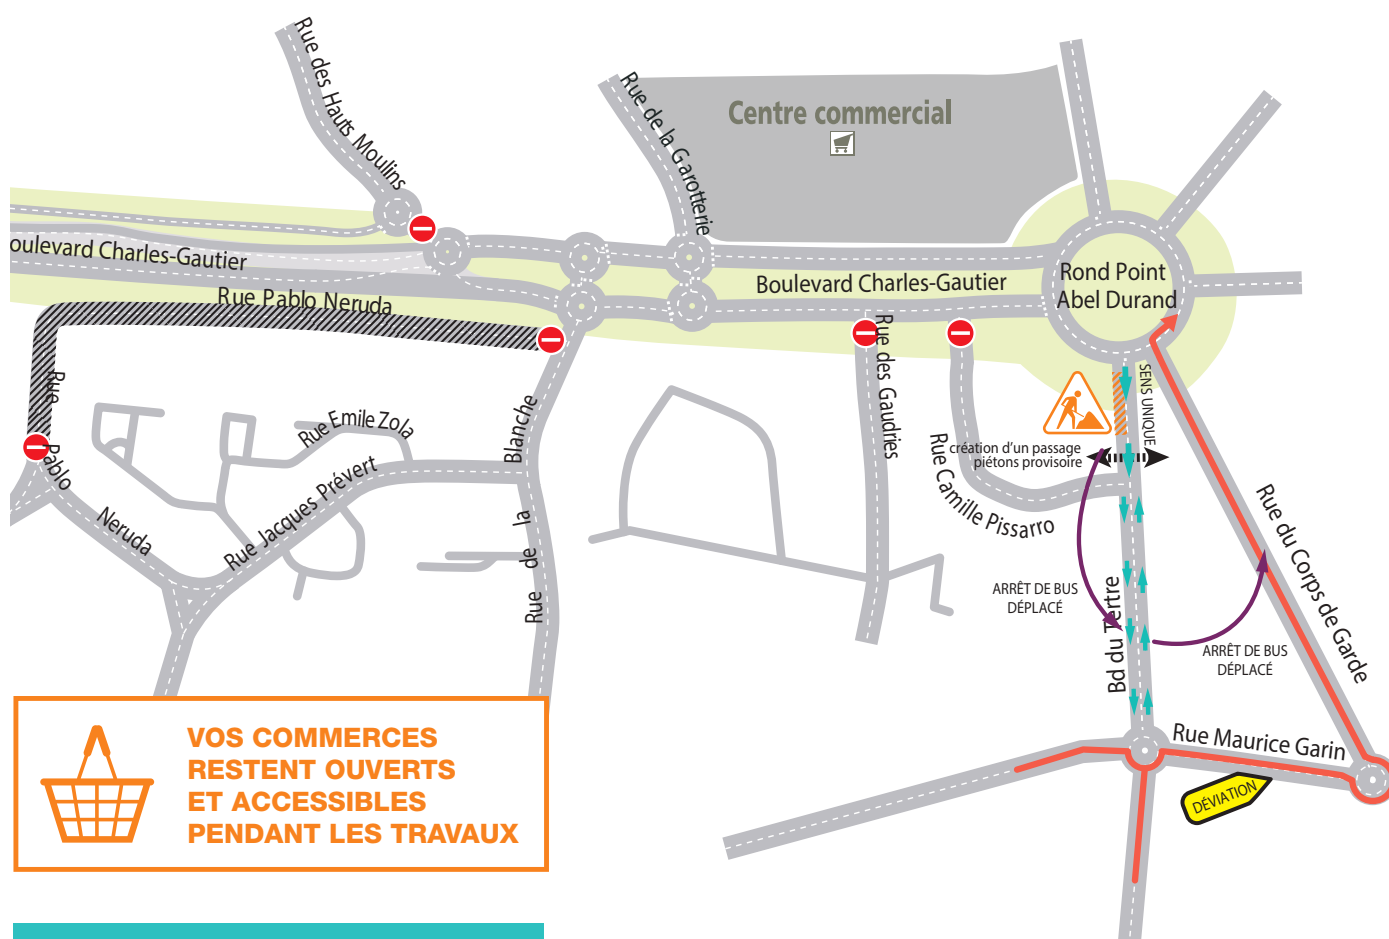 Rue des Hauts Moulins
Rue de la Garotterie
Centre commercial
oulevard Charles-Gautier
Rue Pablo Neruda
Boulevard Charles-Gautier
Rond Point
Abel Durand
Rue des Gaudries
SENS UNIQUE
Rue
Pablo
Neruda
Rue Emile Zola
Rue Jacques Prévert
Rue de la Blanche
création d'un passage
piétons provisoire
Rue Camille Pissarro
Rue du Corps de Garde
ARRÊT DE BUS
DÉPLACÉ
Bd du Tertre
ARRÊT DE BUS
DÉPLACÉ
Rue Maurice Garin
DÉVIATION
VOS COMMERCES
RESTENT OUVERTS
ET ACCESSIBLES
PENDANT LES TRAVAUX